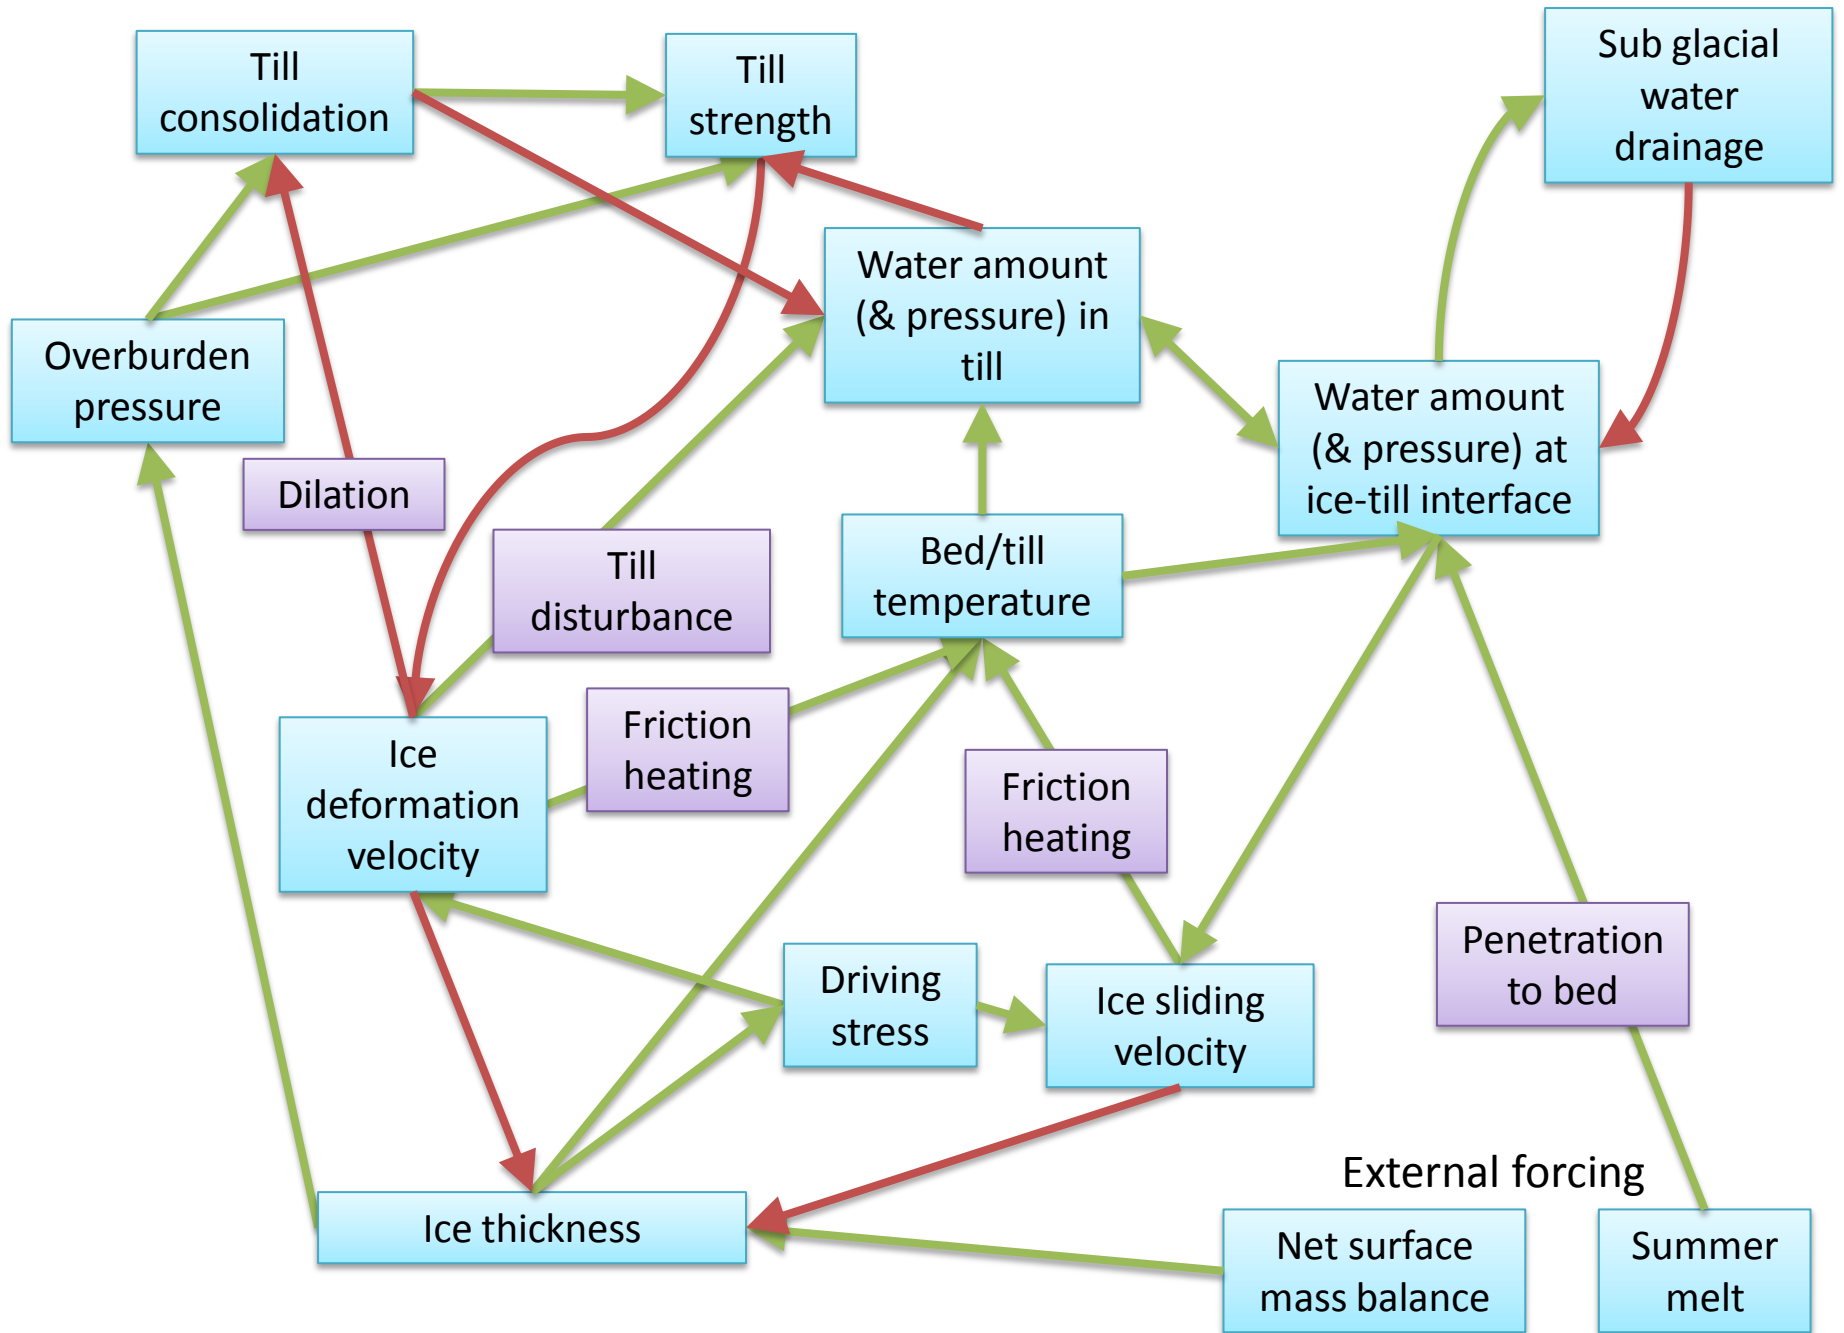 Till
consolidation
Till
strength
Sub glacial
water
drainage
Water amount
(& pressure) in
till
Overburden
pressure
Water amount
(& pressure) at
ice-till interface
Dilation
Till
disturbance
Bed/till
temperature
Friction
heating
Ice
deformation
velocity
Friction
heating
Penetration
to bed
Driving
stress
Ice sliding
velocity
External forcing
Ice thickness
Net surface
mass balance
Summer
melt